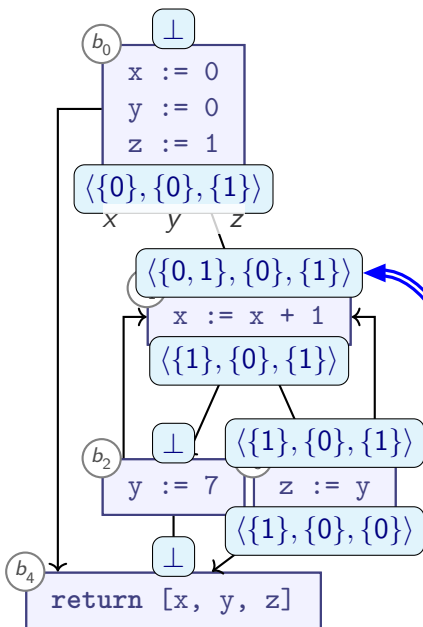 ⊥
b₀
x := 0
y := 0
z := 1
⟨{0}, {0}, {1}⟩
x y z
⟨{0, 1}, {0}, {1}⟩
x := x + 1
⟨{1}, {0}, {1}⟩
⊥
⟨{1}, {0}, {1}⟩
b₂
y := 7
z := y
⟨{1}, {0}, {0}⟩
⊥
b₄
return [x, y, z]